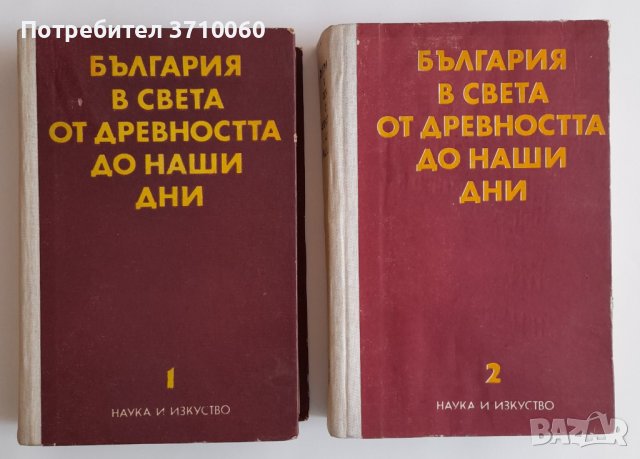 Потребител 3710060
БЪЛГАРИЯ
В СВЕТА
ОТ ДРЕВНОСТТА
ДО НАШИ
ДНИ
1
НАУКА И ИЗКУСТВО
БЪЛГАРИЯ
В СВЕТА
ОТ ДРЕВНОСТТА
ДО НАШИ
ДНИ
2
НАУКА И ИЗКУСТВО
BAZAR